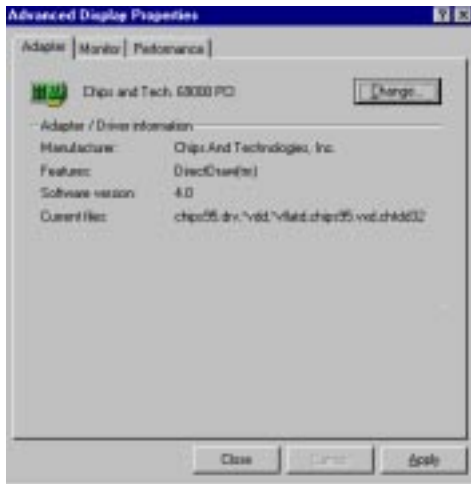 Advanced Display Properties
Adapter Monitor Performance
Chips and Tech. 69000 PCI Change...
Adapter / Driver information
Manufacturer: Chips And Technologies, Inc.
Features: DirectDraw(tm)
Software version: 4.0
Current files: chips95.drv,*vdd,*vflatd,chips95.vxd,
Close Cancel Apply